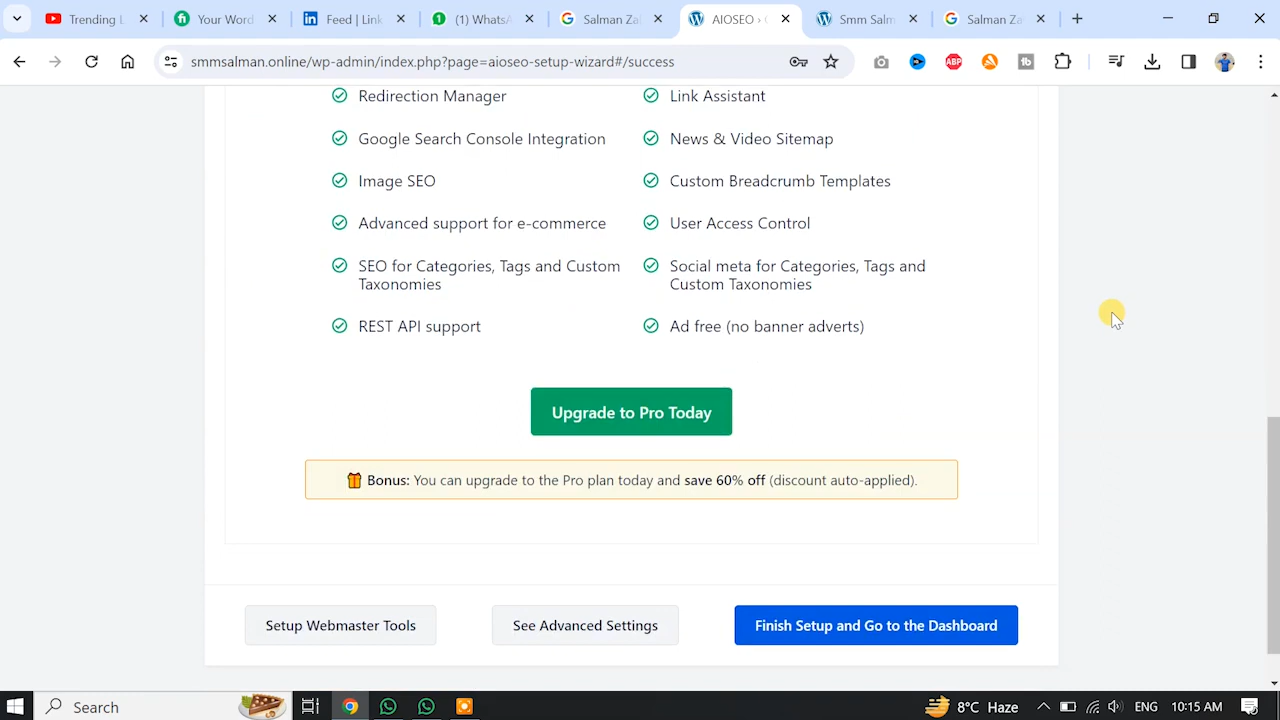 Trending L
Your Word
Feed | Link
(1) WhatsA
Salman Za
AIOSEO ›
Smm Salm
Salman Za
smmsalman.online/wp-admin/index.php?page=aioseo-setup-wizard#/success
Redirection Manager
Link Assistant
Google Search Console Integration
News & Video Sitemap
Image SEO
Custom Breadcrumb Templates
Advanced support for e-commerce
User Access Control
SEO for Categories, Tags and Custom
Taxonomies
Social meta for Categories, Tags and
Custom Taxonomies
REST API support
Ad free (no banner adverts)
Upgrade to Pro Today
Bonus: You can upgrade to the Pro plan today and save 60% off (discount auto-applied).
Setup Webmaster Tools
See Advanced Settings
Finish Setup and Go to the Dashboard
Search
8°C Haze
ENG
10:15 AM